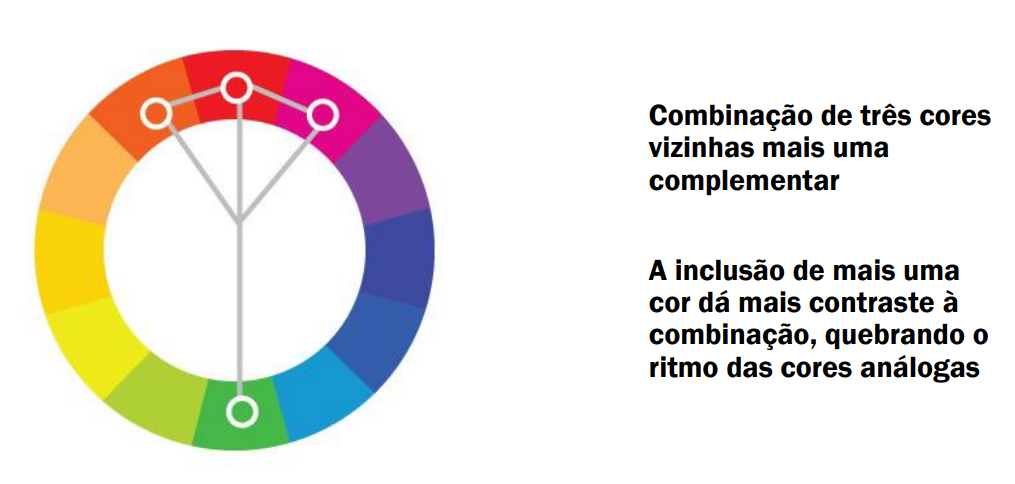 Combinação de três cores
vizinhas mais uma
complementar
A inclusão de mais uma
cor dá mais contraste à
combinação, quebrando o
ritmo das cores análogas